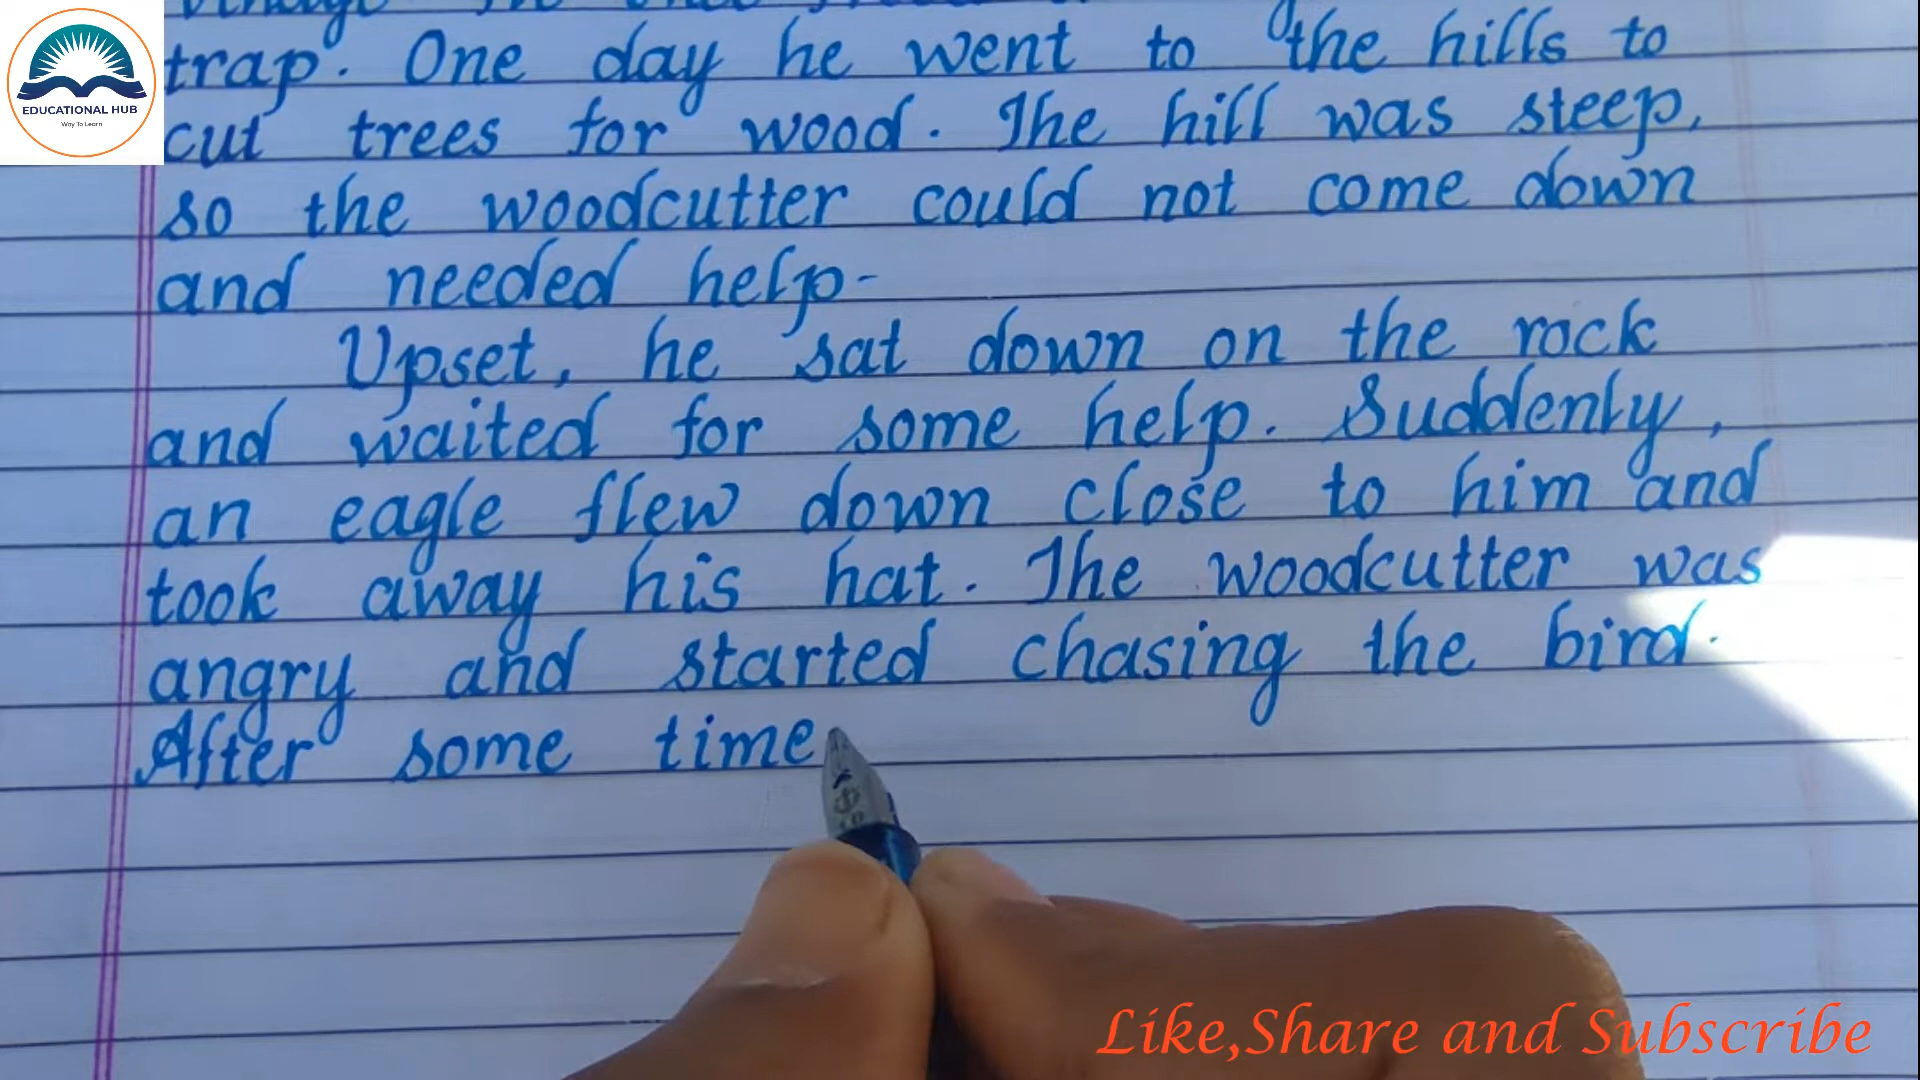 EDUCATIONAL HUB
Way To Learn
trap. One day he went to the hills to
cut trees for wood. The hill was steep,
so the woodcutter could not come down
and needed help-
Upset, he sat down on the rock
and waited for some help. Suddenly,
an eagle flew down close to him and
took away his hat. The woodcutter was
angry and started chasing the bird.
After some time
Like,Share and Subscribe